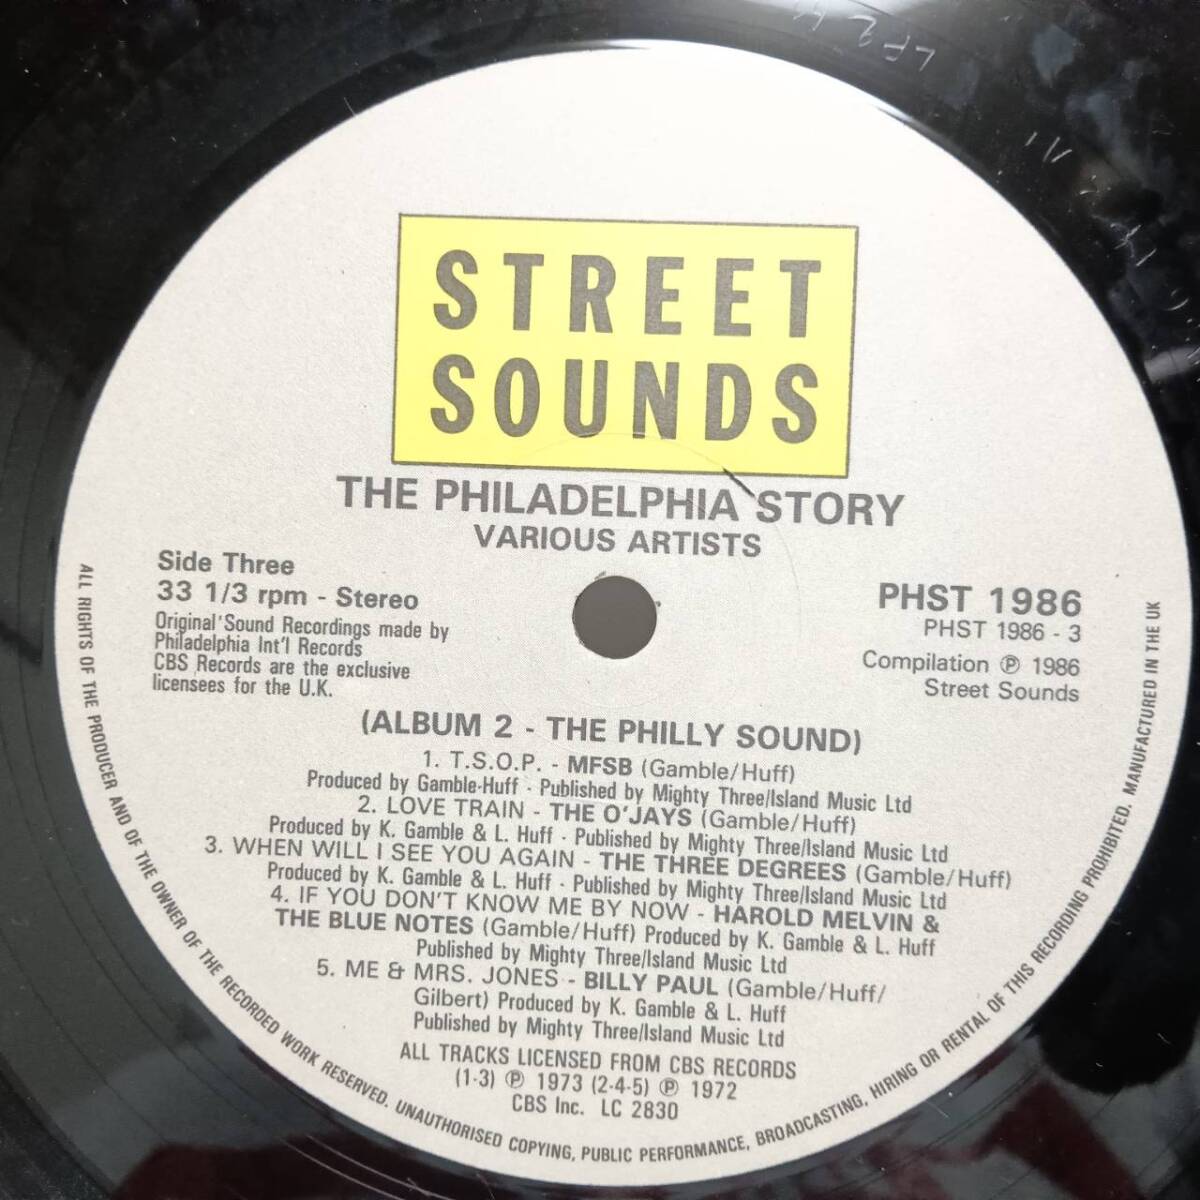 STREET
SOUNDS
THE PHILADELPHIA STORY
VARIOUS ARTISTS
Side Three
33 1/3 rpm - Stereo
Original Sound Recordings made by
Philadelphia Int'l Records
CBS Records are the exclusive
licensees for the U.K.
PHST 1986
PHST 1986 - 3
Compilation ℗ 1986
Street Sounds
(ALBUM 2 - THE PHILLY SOUND)
1. T.S.O.P. - MFSB (Gamble/Huff)
Produced by Gamble-Huff · Published by Mighty Three/Island Music Ltd
2. LOVE TRAIN - THE O'JAYS (Gamble/Huff)
Produced by K. Gamble & L. Huff · Published by Mighty Three/Island Music Ltd
3. WHEN WILL I SEE YOU AGAIN - THE THREE DEGREES (Gamble/Huff)
Produced by K. Gamble & L. Huff · Published by Mighty Three/Island Music Ltd
4. IF YOU DON'T KNOW ME BY NOW - HAROLD MELVIN &
THE BLUE NOTES (Gamble/Huff) Produced by K. Gamble & L. Huff
Published by Mighty Three/Island Music Ltd
5. ME & MRS. JONES - BILLY PAUL (Gamble/Huff/
Gilbert) Produced by K. Gamble & L. Huff
Published by Mighty Three/Island Music Ltd
ALL TRACKS LICENSED FROM CBS RECORDS
(1-3) ℗ 1973 (2-4-5) ℗ 1972
CBS Inc. LC 2830
ALL RIGHTS OF THE PRODUCER AND OF THE OWNER OF THE RECORDED WORK RESERVED. UNAUTHORISED COPYING, PUBLIC PERFORMANCE, BROADCASTING, HIRING OR RENTAL OF THIS RECORDING PROHIBITED. MANUFACTURED IN THE UK